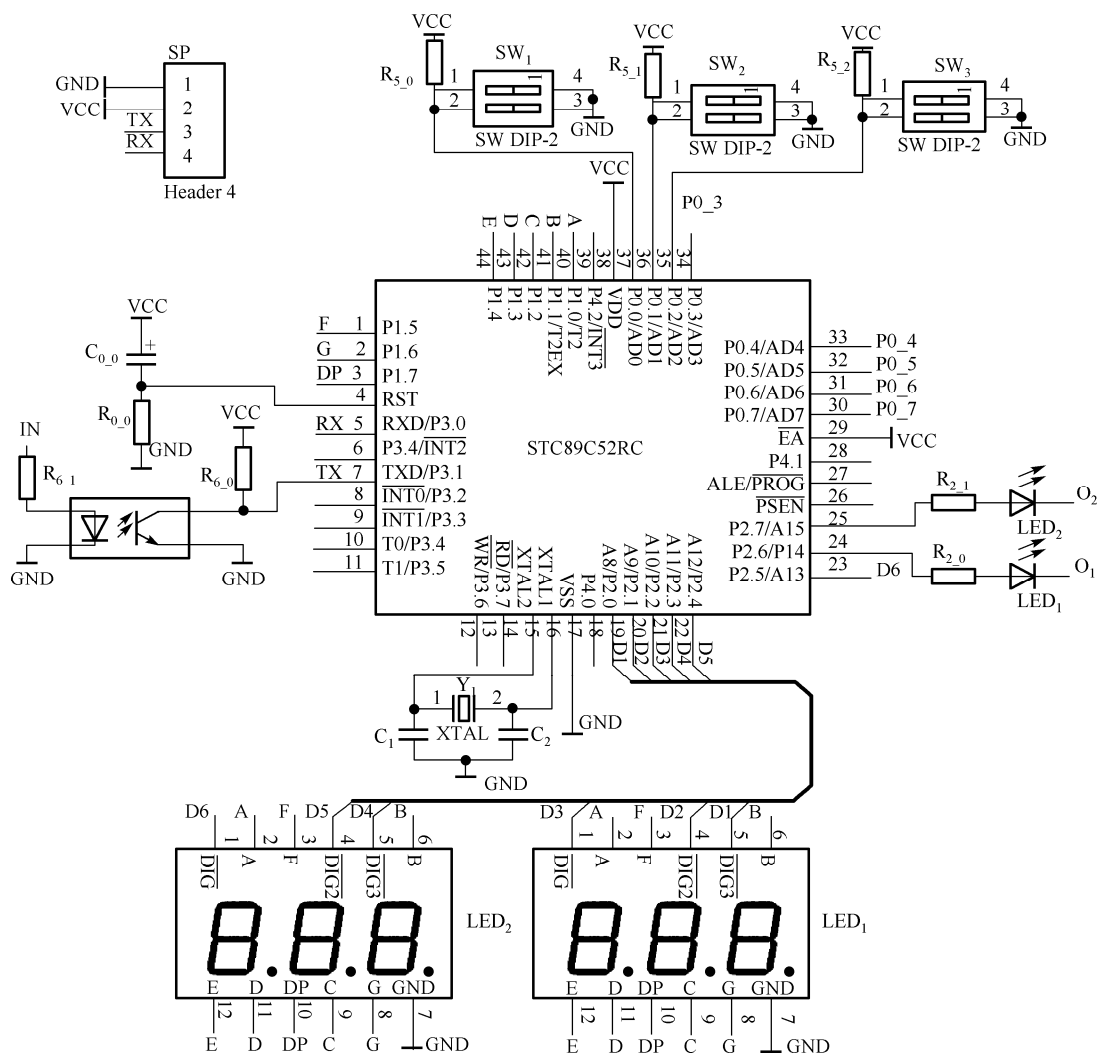 VCC
VCC
VCC
SP
SW₁
SW₂
SW₃
R₅_₀
R₅_₁
R₅_₂
GND
VCC
TX
RX
1
2
3
4
Header 4
1
2
4
3
1
GND
SW DIP-2
1
2
4
3
1
GND
SW DIP-2
1
2
4
3
1
GND
SW DIP-2
VCC
P0_3
E
D
C
B
A
44
43
42
41
40
39
38
37
36
35
34
P1.4
P1.3
P1.2
P1.1/T2EX
P1.0/T2
P4.2/INT3
VDD
P0.0/AD0
P0.1/AD1
P0.2/AD2
P0.3/AD3
VCC
C₀_₀
+
R₀_₀
GND
IN
R₆ ₁
VCC
R₆_₀
GND
GND
F 1 P1.5
G 2 P1.6
DP 3 P1.7
4 RST
RX 5 RXD/P3.0
6 P3.4/INT2
TX 7 TXD/P3.1
8 INT0/P3.2
9 INT1/P3.3
10 T0/P3.4
11 T1/P3.5
STC89C52RC
P0.4/AD4 33 P0_4
P0.5/AD5 32 P0_5
P0.6/AD6 31 P0_6
P0.7/AD7 30 P0_7
EA 29 VCC
P4.1 28
ALE/PROG 27
PSEN 26
P2.7/A15 25
P2.6/P14 24
P2.5/A13 23 D6
R₂_₁
LED₂
O₂
R₂_₀
LED₁
O₁
WR/P3.6
RD/P3.7
XTAL2
XTAL1
VSS
P4.0
A8/P2.0
A9/P2.1
A10/P2.2
A11/P2.3
A12/P2.4
12
13
14
15
16
17
18
19
20
21
22
D1
D2
D3
D4
D5
Y
1
2
XTAL
C₁
C₂
GND
GND
D6
A
F
D5
D4
B
1
2
3
4
5
6
DIG
A
F
DIG2
DIG3
B
LED₂
E
D
DP
C
G
GND
12
11
10
9
8
7
E
D
DP
C
G
GND
D3
A
F
D2
D1
B
1
2
3
4
5
6
DIG
A
F
DIG2
DIG3
B
LED₁
E
D
DP
C
G
GND
12
11
10
9
8
7
E
D
DP
C
G
GND